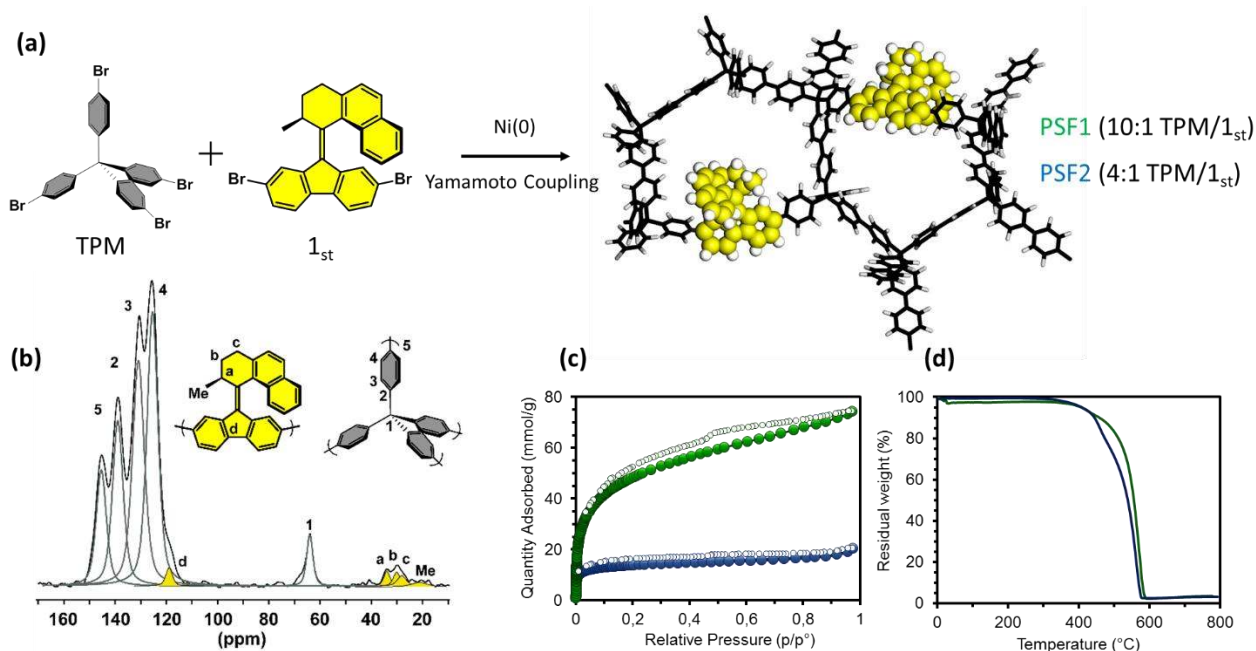 (a)
Br
Br
Br
Br
TPM
+
Br
Br
1st
Ni(0)
Yamamoto Coupling
PSF1 (10:1 TPM/1st)
PSF2 (4:1 TPM/1st)
(b)
5
2
3
4
d
1
a
b
c
Me
c
b
a
Me
d
5
4
3
2
1
160
140
120
100
80
60
40
20
(ppm)
(c)
Quantity Adsorbed (mmol/g)
80
60
40
20
0
0
0,2
0,4
0,6
0,8
1
Relative Pressure (p/p°)
(d)
Residual weight (%)
100
80
60
40
20
0
0
200
400
600
800
Temperature (°C)